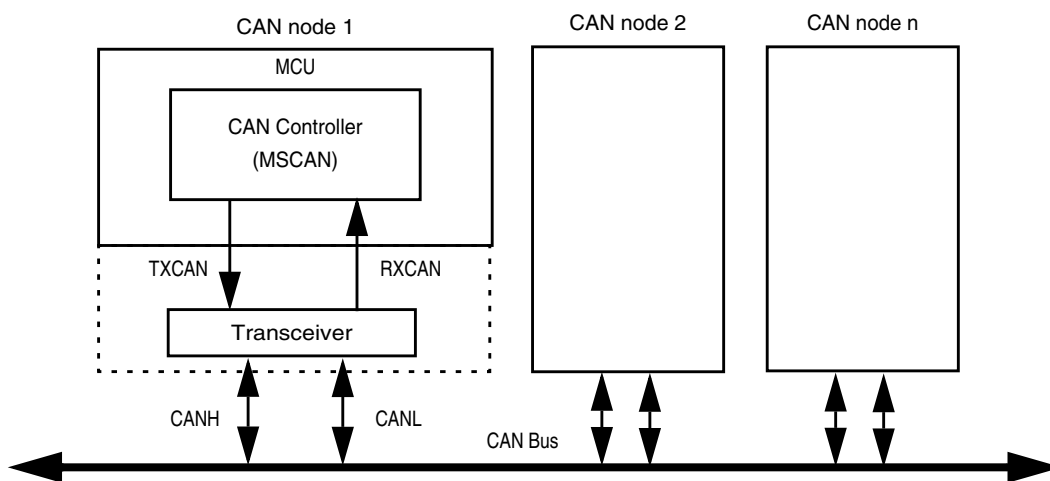 CAN node 1
CAN node 2
CAN node n
MCU
CAN Controller
(MSCAN)
TXCAN
RXCAN
Transceiver
CANH
CANL
CAN Bus